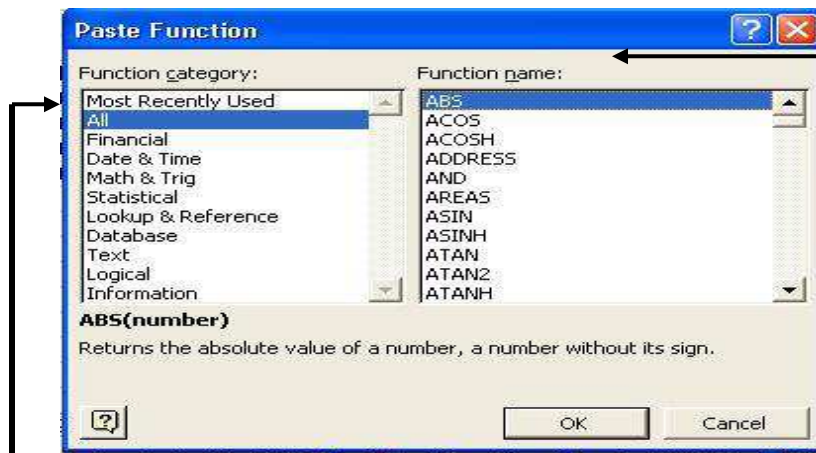 Paste Function
Function category:
Most Recently Used
All
Financial
Date & Time
Math & Trig
Statistical
Lookup & Reference
Database
Text
Logical
Information
Function name:
ABS
ACOS
ACOSH
ADDRESS
AND
AREAS
ASIN
ASINH
ATAN
ATAN2
ATANH
ABS(number)
Returns the absolute value of a number, a number without its sign.
OK Cancel